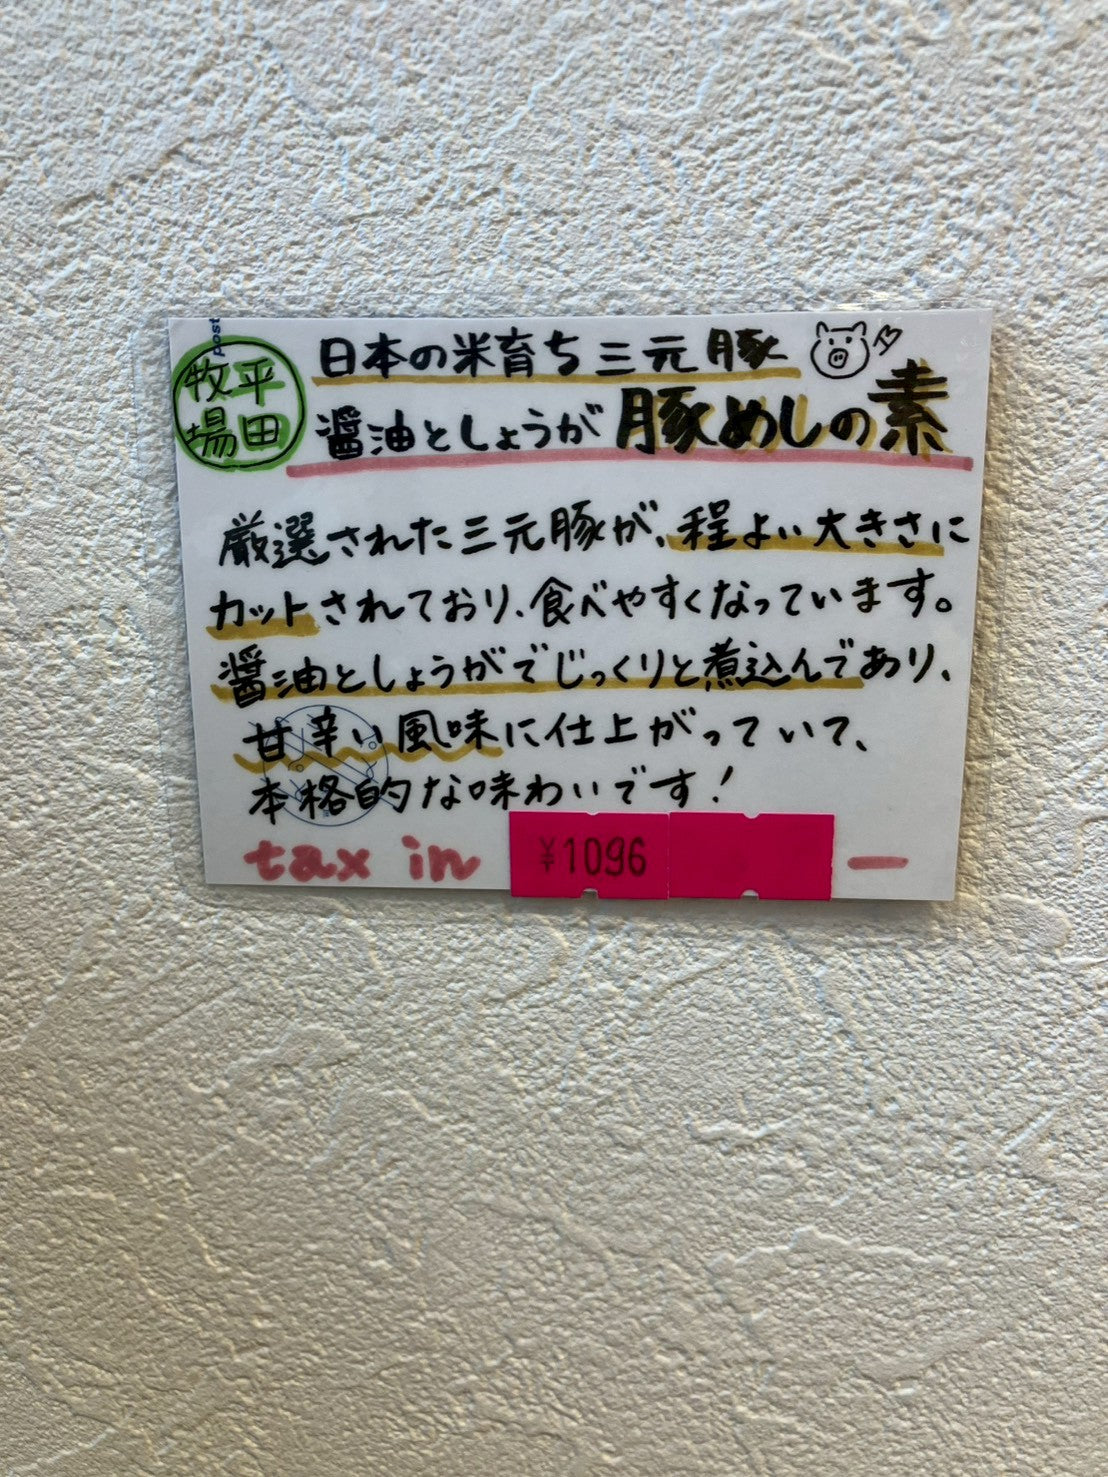 post
平田
牧場
日本の米育ち三元豚
醤油としょうが豚めしの素
厳選された三元豚が、程よい大きさに
カットされており、食べやすくなっています。
醤油としょうがでじっくりと煮込んであり、
甘辛い風味に仕上がっていて、
本格的な味わいです!
tax in ¥1096 ー